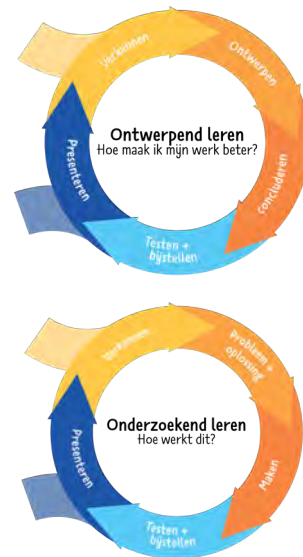 Verkennen
Ontwerpen
Concluderen
Testen +
bijstellen
Presenteren
Ontwerpend leren
Hoe maak ik mijn werk beter?
Verkennen
Probleem +
oplossing
Maken
Testen +
bijstellen
Presenteren
Onderzoekend leren
Hoe werkt dit?